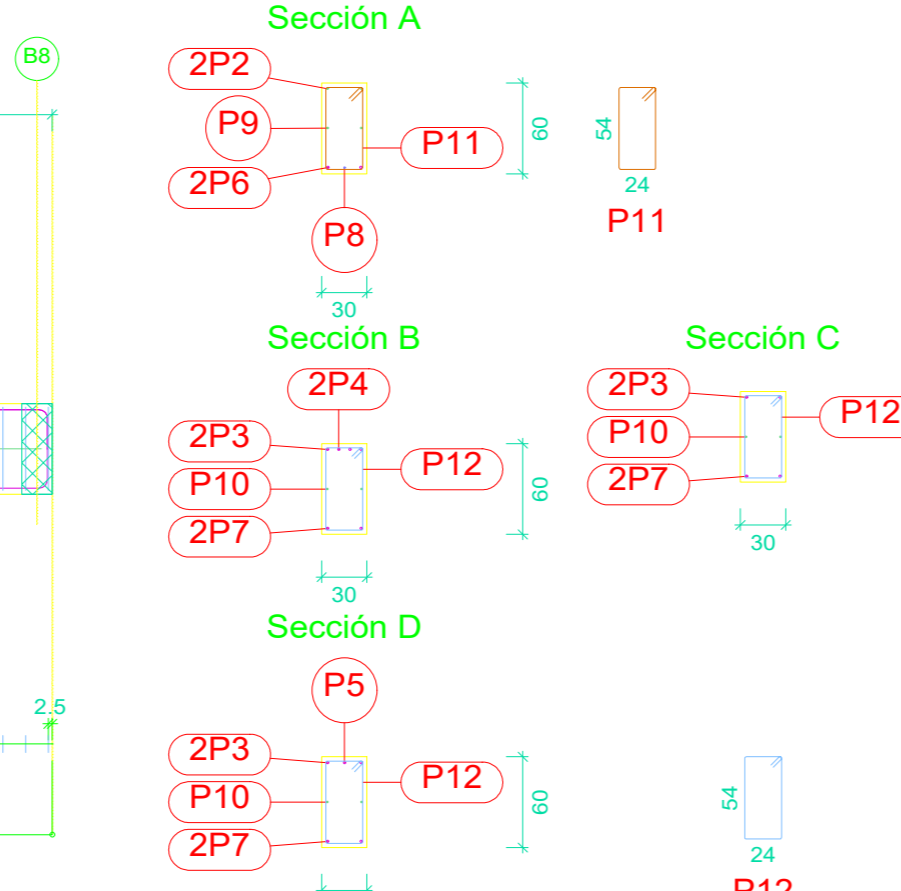 Sección A
B8
2P2
P9
P11
2P6
P8
60
30
54
24
P11
Sección B
2P4
2P3
P10
P12
2P7
60
30
Sección C
2P3
P10
P12
2P7
30
Sección D
P5
2P3
P10
P12
2P7
60
2.5
54
24
P12